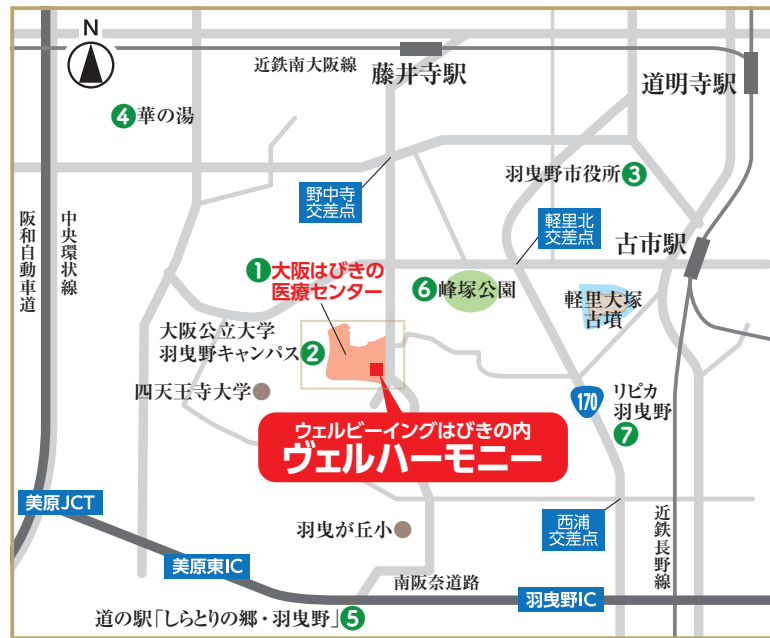 N
近鉄南大阪線
藤井寺駅
道明寺駅
4 華の湯
野中寺
交差点
羽曳野市役所 3
軽里北
交差点
古市駅
阪和自動車道
中央環状線
1 大阪はびきの
医療センター
6 峰塚公園
軽里大塚
古墳
大阪公立大学
羽曳野キャンパス 2
四天王寺大学
170
リピカ
羽曳野
7
ウェルビーイングはびきの内
ヴェルハーモニー
美原JCT
美原東IC
羽曳が丘小
西浦
交差点
近鉄長野線
南阪奈道路
羽曳野IC
道の駅「しらとりの郷・羽曳野」5